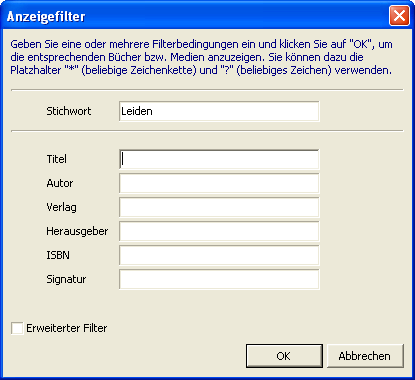 Anzeigefilter
Geben Sie eine oder mehrere Filterbedingungen ein und klicken Sie auf "OK", um
die entsprechenden Bücher bzw. Medien anzuzeigen. Sie können dazu die
Platzhalter "*" (beliebige Zeichenkette) und "?" (beliebiges Zeichen) verwenden.
Stichwort Leiden
Titel
Autor
Verlag
Herausgeber
ISBN
Signatur
Erweiterter Filter
OK Abbrechen